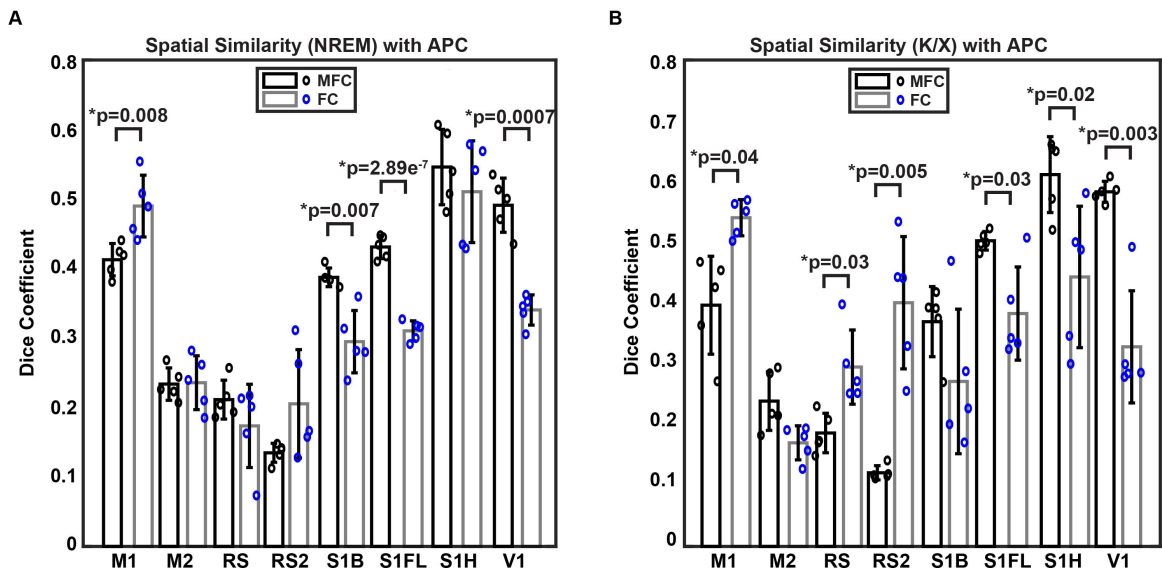 A
Spatial Similarity (NREM) with APC
MFC
FC
Dice Coefficient
0.8
0.6
0.5
0.4
0.3
0.2
0.1
0
*p=0.008
*p=0.007
*p=2.89e-7
*p=0.0007
M1 M2 RS RS2 S1B S1FL S1H V1
B
Spatial Similarity (K/X) with APC
MFC
FC
Dice Coefficient
0.8
0.7
0.6
0.5
0.4
0.3
0.2
0.1
0
*p=0.04
*p=0.03
*p=0.005
*p=0.03
*p=0.02
*p=0.003
M1 M2 RS RS2 S1B S1FL S1H V1